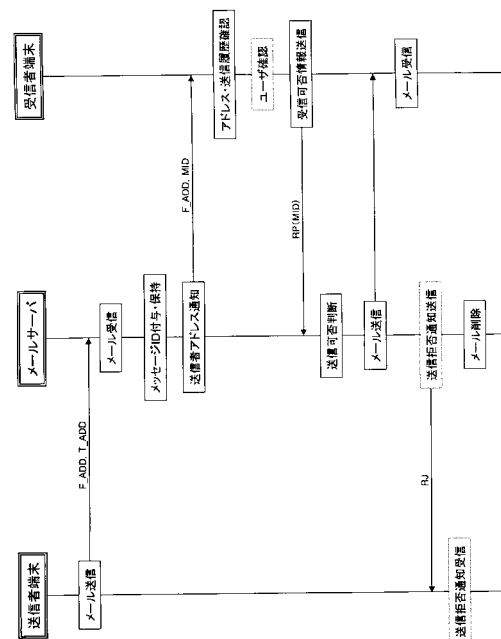 送信者端末
メールサーバ
受信者端末
メール送信
F_ADD, T_ADD
メール受信
メッセージID付与・保持
送信者アドレス通知
F_ADD, MID
アドレス・送信履歴確認
ユーザ確認
受信可否情報送信
RP(MID)
送信可否判断
メール送信
メール受信
送信拒否通知送信
RJ
送信拒否通知受信
メール削除